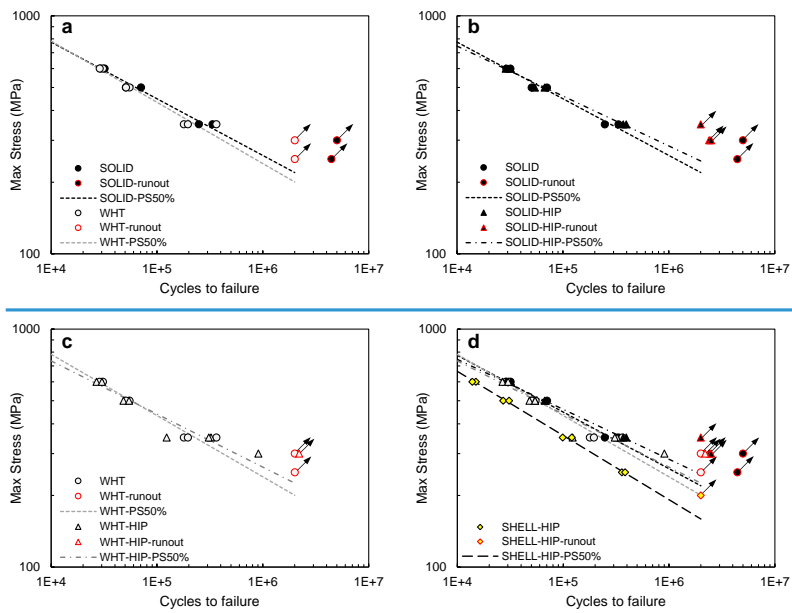 a
1000
100
Max Stress (MPa)
SOLID
SOLID-runout
SOLID-PS50%
WHT
WHT-runout
WHT-PS50%
1E+4 1E+5 1E+6 1E+7
Cycles to failure
b
1000
100
Max Stress (MPa)
SOLID
SOLID-runout
SOLID-PS50%
SOLID-HIP
SOLID-HIP-runout
SOLID-HIP-PS50%
1E+4 1E+5 1E+6 1E+7
Cycles to failure
c
1000
100
Max Stress (MPa)
WHT
WHT-runout
WHT-PS50%
WHT-HIP
WHT-HIP-runout
WHT-HIP-PS50%
1E+4 1E+5 1E+6 1E+7
Cycles to failure
d
1000
100
Max Stress (MPa)
SHELL-HIP
SHELL-HIP-runout
SHELL-HIP-PS50%
1E+4 1E+5 1E+6 1E+7
Cycles to failure